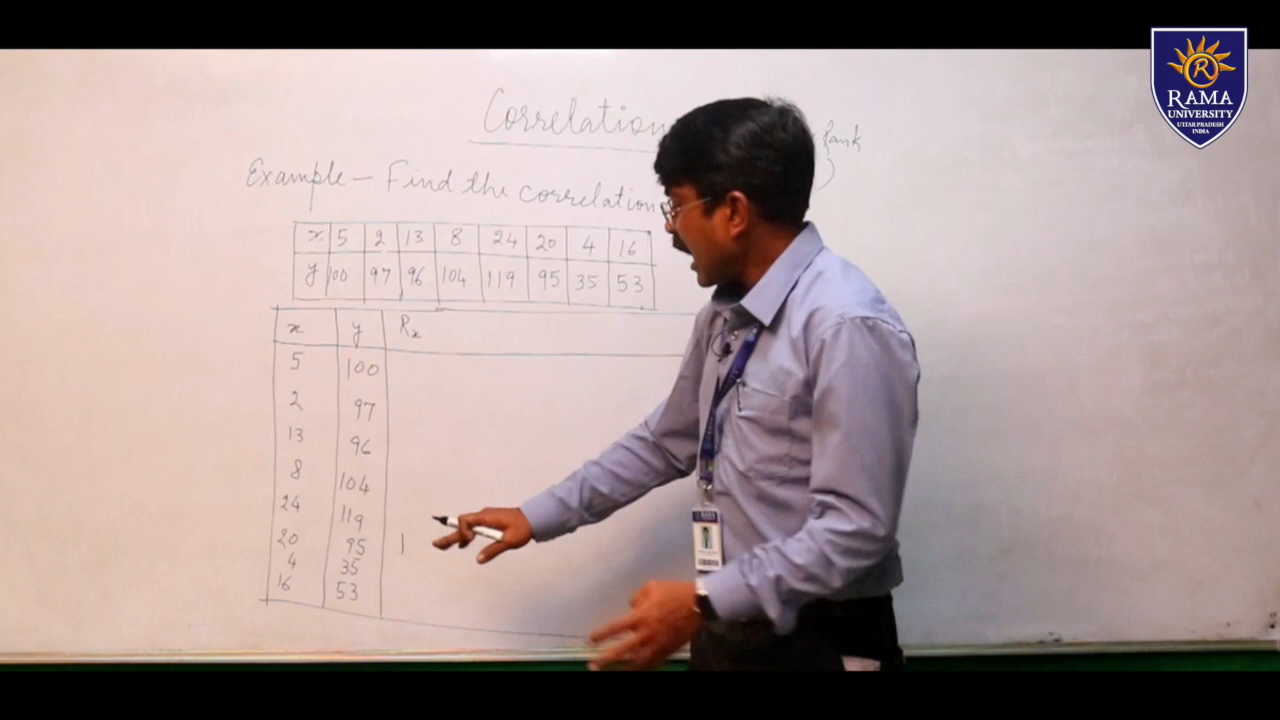 RAMA
UNIVERSITY
UTTAR PRADESH
INDIA
Correlation
Rank
)
Example – Find the correlation
x 5 2 13 8 24 20 4 16
y 100 97 96 104 119 95 35 53
x y Rx
5 100
2 97
13 96
8 104
24 119
20 95 1
4 35
16 53